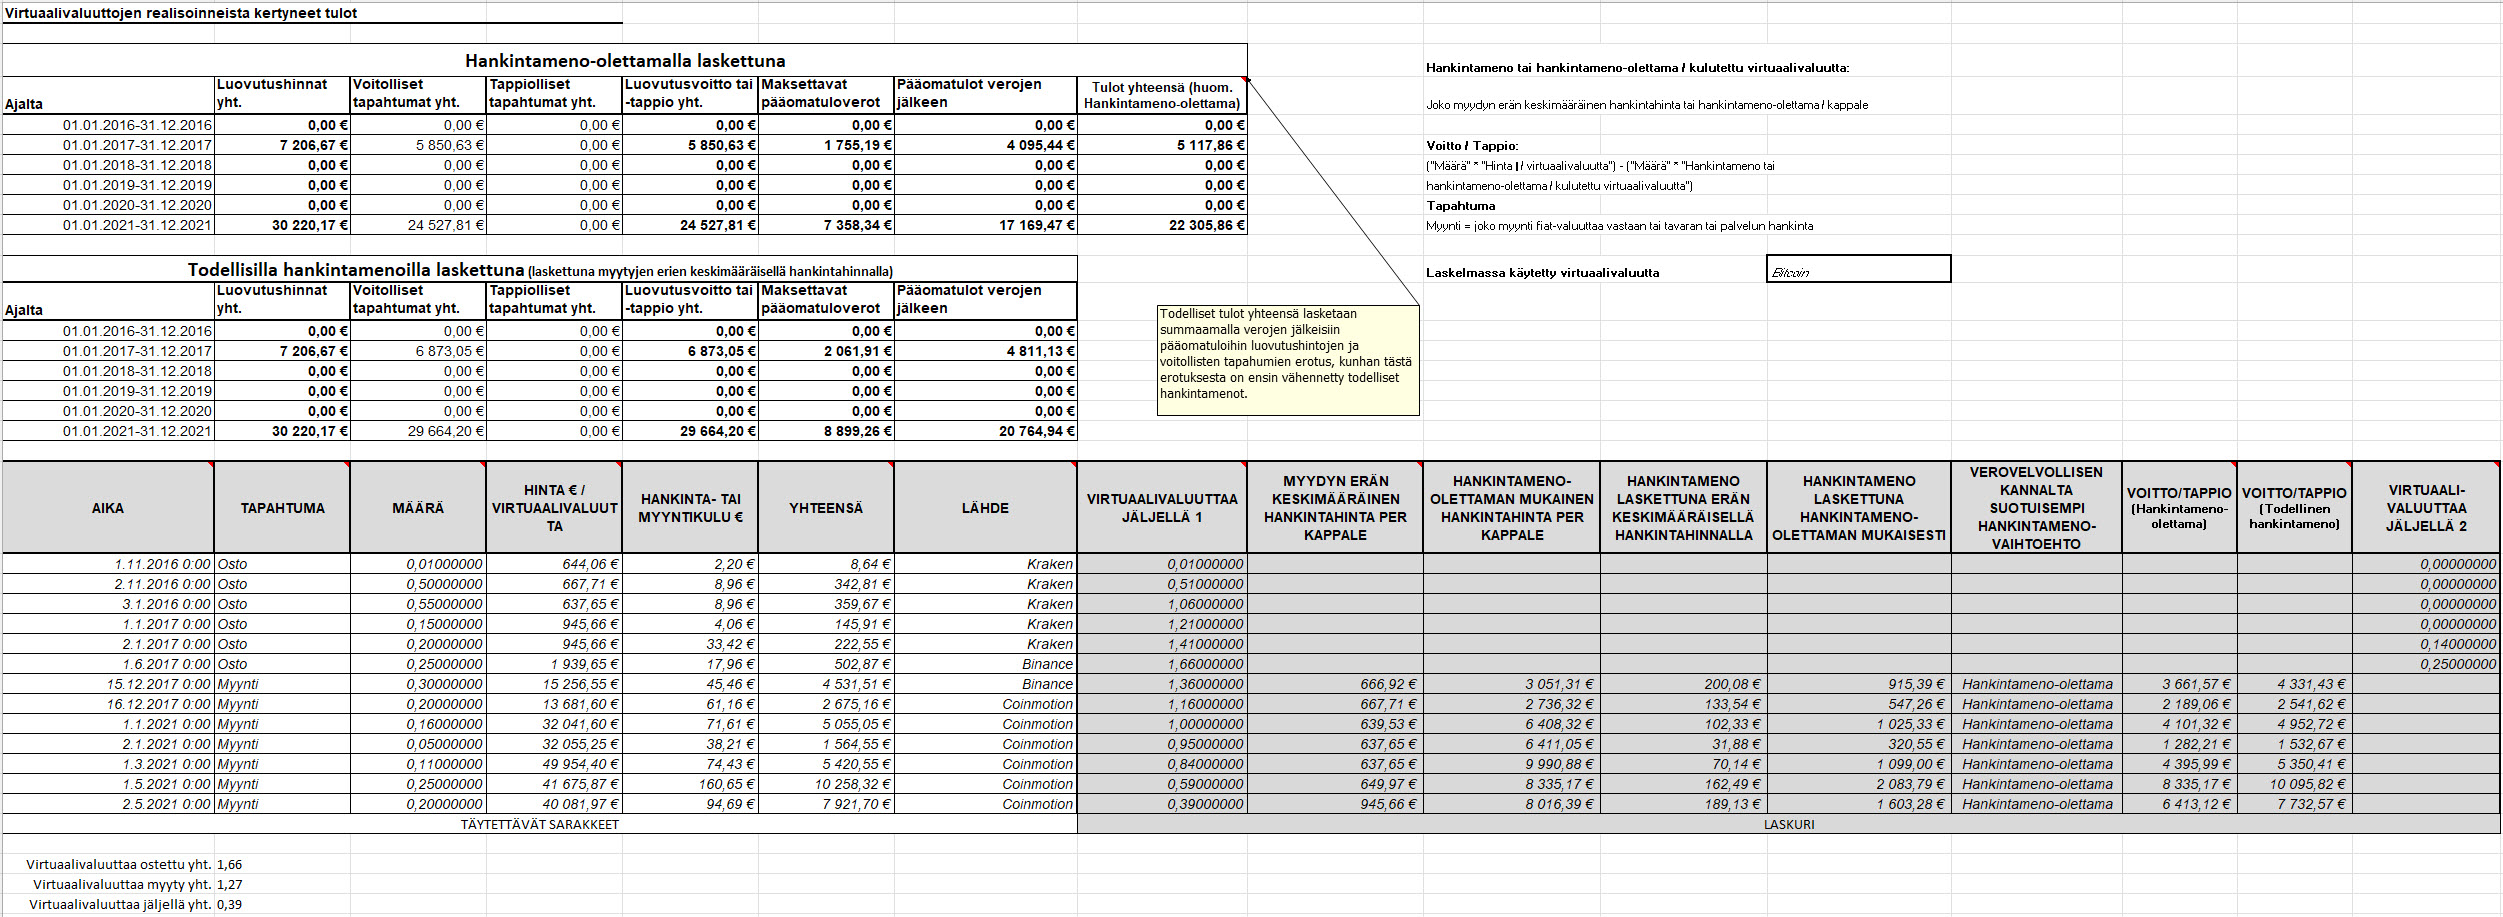 Virtuaalivaluuttojen realisoinneista kertyneet tulot
Hankintameno-olettamalla laskettuna
Ajalta | Luovutushinnat yht. | Voitolliset tapahtumat yht. | Tappiolliset tapahtumat yht. | Luovutusvoitto tai -tappio yht. | Maksettavat pääomatuloverot | Pääomatulot verojen jälkeen | Tulot yhteensä (huom. Hankintameno-olettama)
01.01.2016-31.12.2016 0,00 € 0,00 € 0,00 € 0,00 € 0,00 € 0,00 € 0,00 €
01.01.2017-31.12.2017 7 206,67 € 5 850,63 € 0,00 € 5 850,63 € 1 755,19 € 4 095,44 € 5 117,86 €
01.01.2018-31.12.2018 0,00 € 0,00 € 0,00 € 0,00 € 0,00 € 0,00 € 0,00 €
01.01.2019-31.12.2019 0,00 € 0,00 € 0,00 € 0,00 € 0,00 € 0,00 € 0,00 €
01.01.2020-31.12.2020 0,00 € 0,00 € 0,00 € 0,00 € 0,00 € 0,00 € 0,00 €
01.01.2021-31.12.2021 30 220,17 € 24 527,81 € 0,00 € 24 527,81 € 7 358,34 € 17 169,47 € 22 305,86 €
Hankintameno tai hankintameno-olettama / kulutettu virtuaalivaluutta:
Joko myydyn erän keskimääräinen hankintahinta tai hankintameno-olettama / kappale
Voitto / Tappio:
("Määrä" * "Hinta | / virtuaalivaluutta") - ("Määrä" * "Hankintameno tai
hankintameno-olettama / kulutettu virtuaalivaluutta")
Tapahtuma
Myynti = joko myynti fiat-valuuttaa vastaan tai tavaran tai palvelun hankinta
Laskelmassa käytetty virtuaalivaluutta Bitcoin
Todellisilla hankintamenoilla laskettuna (laskettuna myytyjen erien keskimääräisellä hankintahinnalla)
Ajalta | Luovutushinnat yht. | Voitolliset tapahtumat yht. | Tappiolliset tapahtumat yht. | Luovutusvoitto tai -tappio yht. | Maksettavat pääomatuloverot | Pääomatulot verojen jälkeen
01.01.2016-31.12.2016 0,00 € 0,00 € 0,00 € 0,00 € 0,00 € 0,00 €
01.01.2017-31.12.2017 7 206,67 € 6 873,05 € 0,00 € 6 873,05 € 2 061,91 € 4 811,13 €
01.01.2018-31.12.2018 0,00 € 0,00 € 0,00 € 0,00 € 0,00 € 0,00 €
01.01.2019-31.12.2019 0,00 € 0,00 € 0,00 € 0,00 € 0,00 € 0,00 €
01.01.2020-31.12.2020 0,00 € 0,00 € 0,00 € 0,00 € 0,00 € 0,00 €
01.01.2021-31.12.2021 30 220,17 € 29 664,20 € 0,00 € 29 664,20 € 8 899,26 € 20 764,94 €
Todelliset tulot yhteensä lasketaan
summaamalla verojen jälkeisiin
pääomatuloihin luovutushintojen ja
voitollisten tapahumien erotus, kunhan tästä
erotuksesta on ensin vähennetty todelliset
hankintamenot.
AIKA | TAPAHTUMA | MÄÄRÄ | HINTA € / VIRTUAALIVALUUTTA | HANKINTA- TAI MYYNTIKULU € | YHTEENSÄ | LÄHDE | VIRTUAALIVALUUTTAA JÄLJELLÄ 1 | MYYDYN ERÄN KESKIMÄÄRÄINEN HANKINTAHINTA PER KAPPALE | HANKINTAMENO-OLETTAMAN MUKAINEN HANKINTAHINTA PER KAPPALE | HANKINTAMENO LASKETTUNA ERÄN KESKIMÄÄRÄISELLÄ HANKINTAHINNALLA | HANKINTAMENO LASKETTUNA HANKINTAMENO-OLETTAMAN MUKAISESTI | VEROVELVOLLISEN KANNALTA SUOTUISEMPI HANKINTAMENO-VAIHTOEHTO | VOITTO/TAPPIO (Hankintameno-olettama) | VOITTO/TAPPIO (Todellinen hankintameno) | VIRTUAALI-VALUUTTAA JÄLJELLÄ 2
1.11.2016 0:00 Osto 0,01000000 644,06 € 2,20 € 8,64 € Kraken 0,01000000 0,00000000
2.11.2016 0:00 Osto 0,50000000 667,71 € 8,96 € 342,81 € Kraken 0,51000000 0,00000000
3.1.2016 0:00 Osto 0,55000000 637,65 € 8,96 € 359,67 € Kraken 1,06000000 0,00000000
1.1.2017 0:00 Osto 0,15000000 945,66 € 4,06 € 145,91 € Kraken 1,21000000 0,00000000
2.1.2017 0:00 Osto 0,20000000 945,66 € 33,42 € 222,55 € Kraken 1,41000000 0,14000000
1.6.2017 0:00 Osto 0,25000000 1 939,65 € 17,96 € 502,87 € Binance 1,66000000 0,25000000
15.12.2017 0:00 Myynti 0,30000000 15 256,55 € 45,46 € 4 531,51 € Binance 1,36000000 666,92 € 3 051,31 € 200,08 € 915,39 € Hankintameno-olettama 3 661,57 € 4 331,43 €
16.12.2017 0:00 Myynti 0,20000000 13 681,60 € 61,16 € 2 675,16 € Coinmotion 1,16000000 667,71 € 2 736,32 € 133,54 € 547,26 € Hankintameno-olettama 2 189,06 € 2 541,62 €
1.1.2021 0:00 Myynti 0,16000000 32 041,60 € 71,61 € 5 055,05 € Coinmotion 1,00000000 639,53 € 6 408,32 € 102,33 € 1 025,33 € Hankintameno-olettama 4 101,32 € 4 952,72 €
2.1.2021 0:00 Myynti 0,05000000 32 055,25 € 38,21 € 1 564,55 € Coinmotion 0,95000000 637,65 € 6 411,05 € 31,88 € 320,55 € Hankintameno-olettama 1 282,21 € 1 532,67 €
1.3.2021 0:00 Myynti 0,11000000 49 954,40 € 74,43 € 5 420,55 € Coinmotion 0,84000000 637,65 € 9 990,88 € 70,14 € 1 099,00 € Hankintameno-olettama 4 395,99 € 5 350,41 €
1.5.2021 0:00 Myynti 0,25000000 41 675,87 € 160,65 € 10 258,32 € Coinmotion 0,59000000 649,97 € 8 335,17 € 162,49 € 2 083,79 € Hankintameno-olettama 8 335,17 € 10 095,82 €
2.5.2021 0:00 Myynti 0,20000000 40 081,97 € 94,69 € 7 921,70 € Coinmotion 0,39000000 945,66 € 8 016,39 € 189,13 € 1 603,28 € Hankintameno-olettama 6 413,12 € 7 732,57 €
TÄYTETTÄVÄT SARAKKEET LASKURI
Virtuaalivaluuttaa ostettu yht. 1,66
Virtuaalivaluuttaa myyty yht. 1,27
Virtuaalivaluuttaa jäljellä yht. 0,39